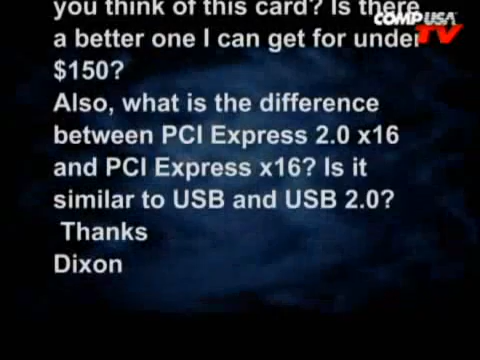 you think of this card? Is there
COMPUSA
TV
a better one I can get for under
$150?
Also, what is the difference
between PCI Express 2.0 x16
and PCI Express x16? Is it
similar to USB and USB 2.0?
Thanks
Dixon